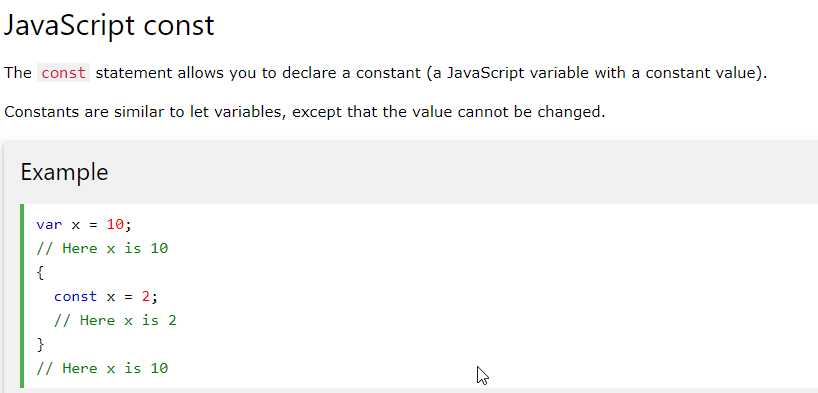 JavaScript const
The const statement allows you to declare a constant (a JavaScript variable with a constant value).
Constants are similar to let variables, except that the value cannot be changed.
Example
var x = 10;
// Here x is 10
{
  const x = 2;
  // Here x is 2
}
// Here x is 10